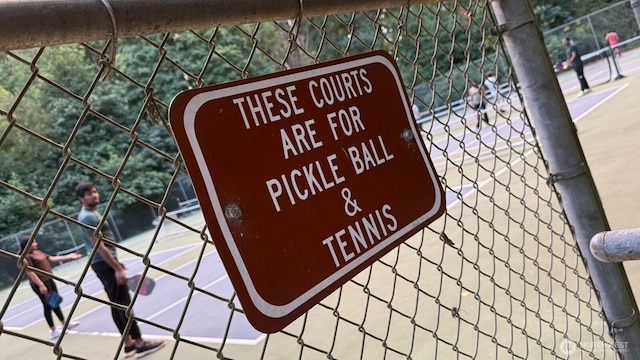 THESE COURTS
ARE FOR
PICKLE BALL
&
TENNIS